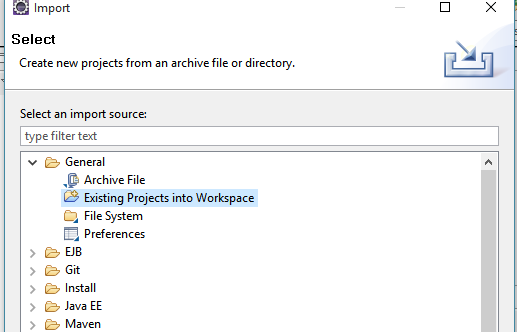 Import
Select
Create new projects from an archive file or directory.
Select an import source:
type filter text
General
Archive File
Existing Projects into Workspace
File System
Preferences
EJB
Git
Install
Java EE
Maven